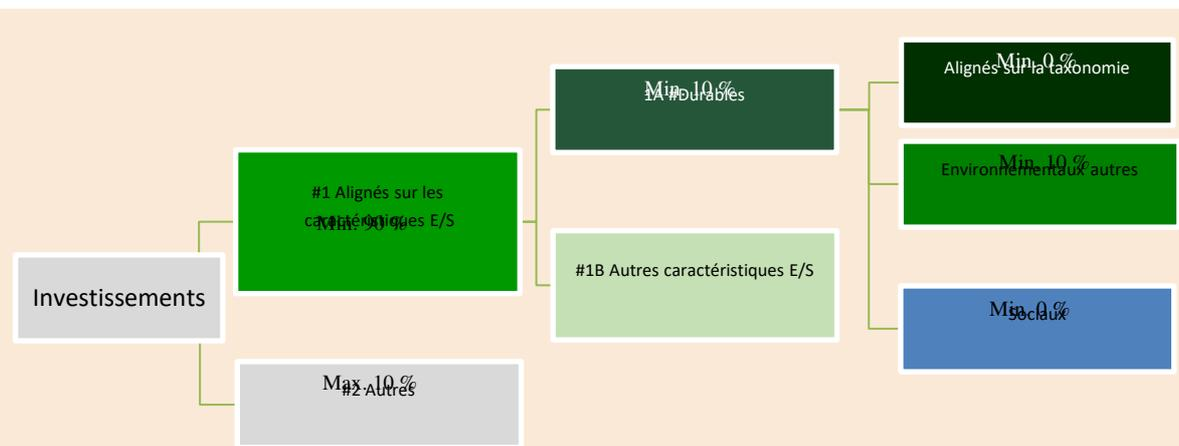 Min. 0 %
Alignés sur la taxonomie
Min. 10 %
1A #Durables
Min. 10 %
Environnementaux autres
#1 Alignés sur les
caractéristiques E/S
Min. 90 %
#1B Autres caractéristiques E/S
Investissements
Min. 0 %
Sociaux
Max. 10 %
#2 Autres